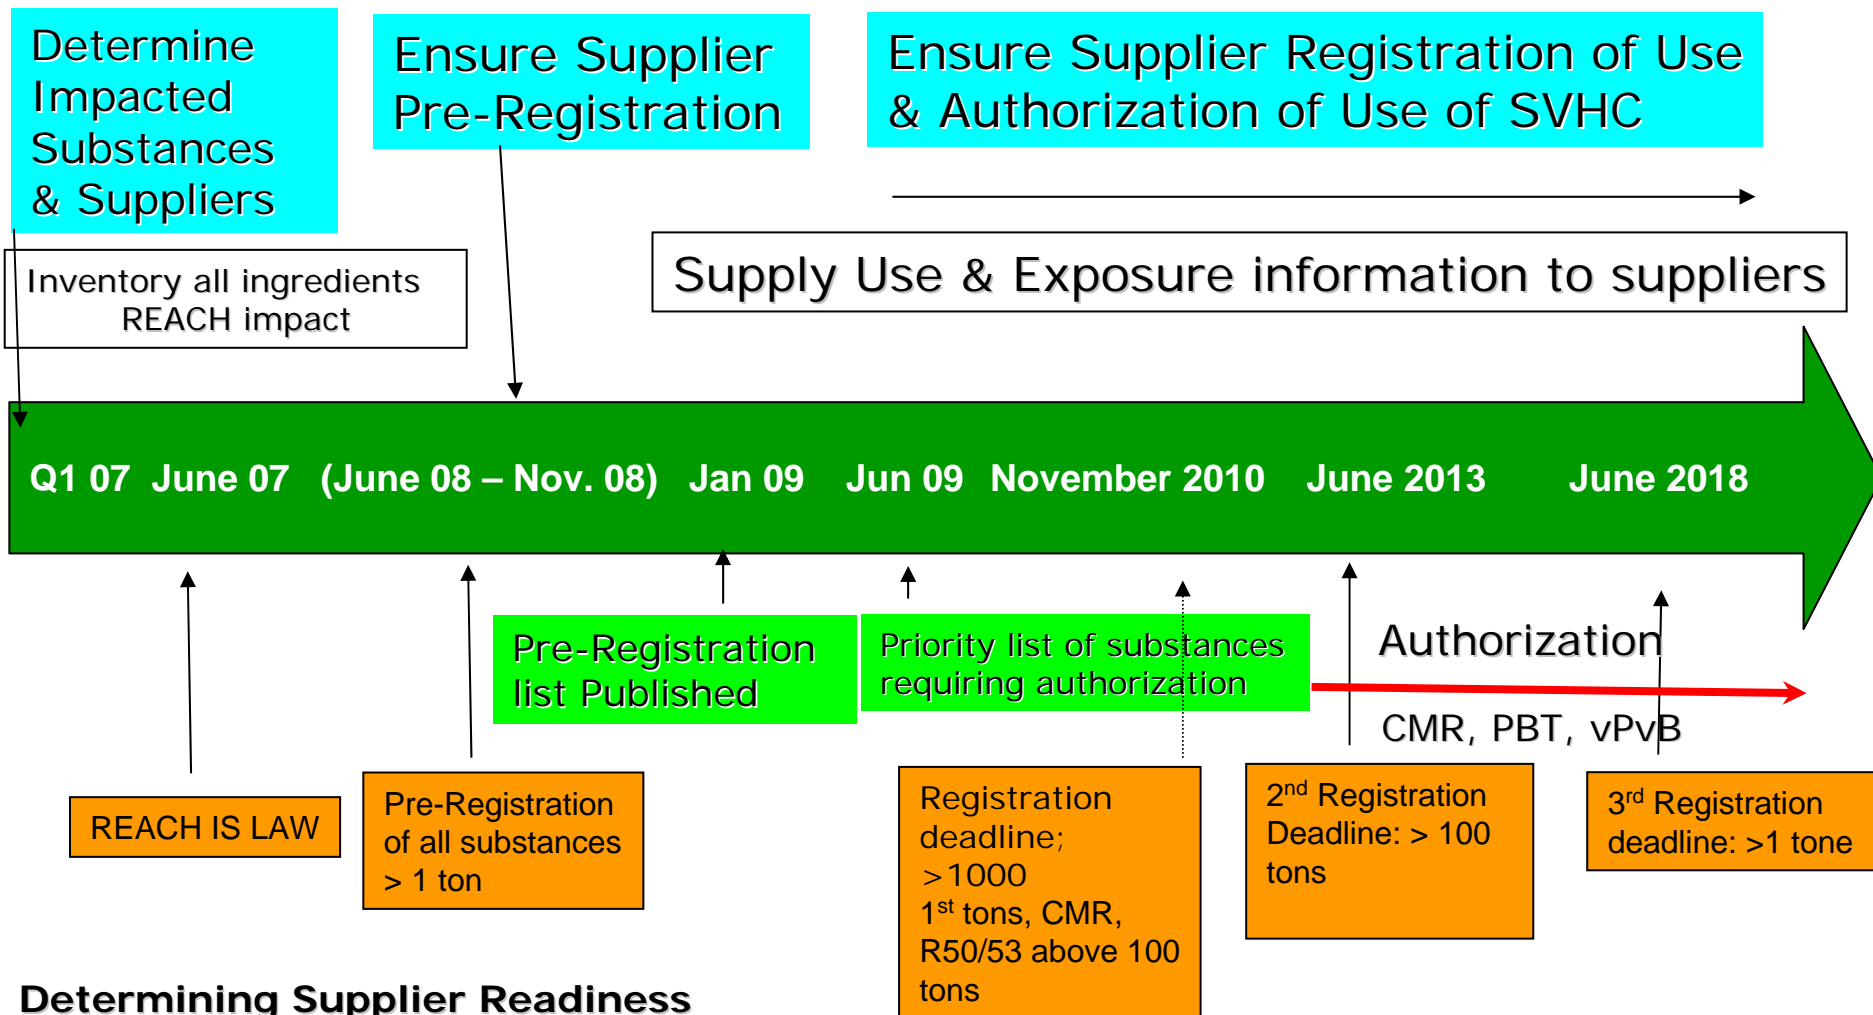 Determine
Impacted
Substances
& Suppliers
Ensure Supplier
Pre-Registration
Ensure Supplier Registration of Use
& Authorization of Use of SVHC
Inventory all ingredients
REACH impact
Supply Use & Exposure information to suppliers
Q1 07 June 07 (June 08 – Nov. 08) Jan 09 Jun 09 November 2010 June 2013 June 2018
Pre-Registration
list Published
Priority list of substances
requiring authorization
Authorization
CMR, PBT, vPvB
REACH IS LAW
Pre-Registration
of all substances
> 1 ton
Registration
deadline;
>1000
1st tons, CMR,
R50/53 above 100
tons
2nd Registration
Deadline: > 100
tons
3rd Registration
deadline: >1 tone
Determining Supplier Readiness